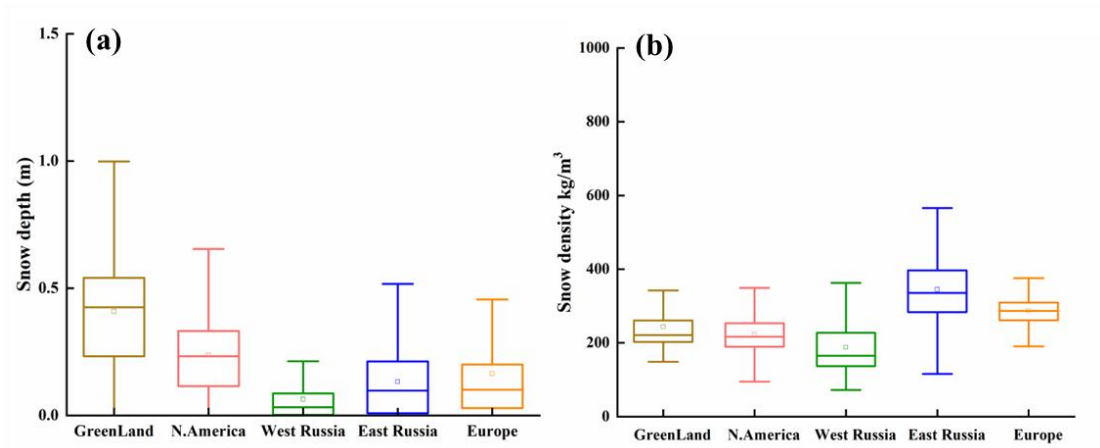 (a)
Snow depth (m)
1.5
1.0
0.5
0.0
GreenLand N.America West Russia East Russia Europe
(b)
Snow density kg/m³
1000
800
600
400
200
0
GreenLand N.America West Russia East Russia Europe